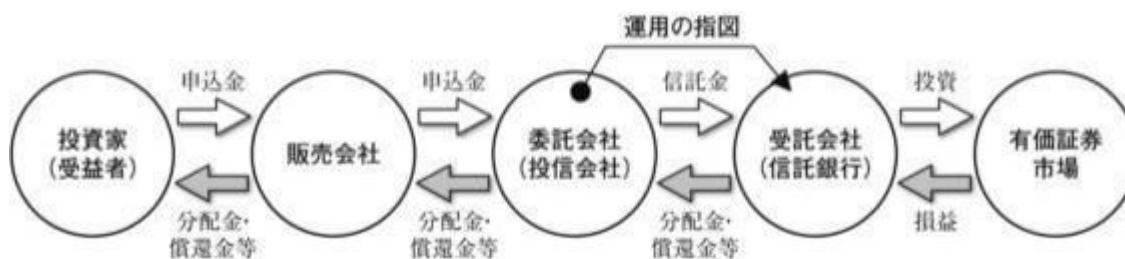 運用の指図
申込金
申込金
信託金
投資
投資家
(受益者)
販売会社
委託会社
(投信会社)
受託会社
(信託銀行)
有価証券
市場
分配金・
償還金等
分配金・
償還金等
分配金・
償還金等
損益